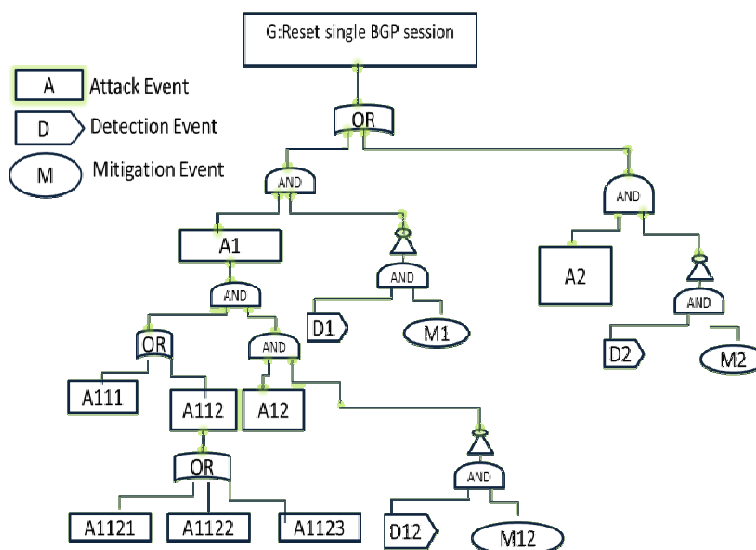 G:Reset single BGP session
A Attack Event
D Detection Event
M Mitigation Event
OR
AND
AND
A1
A2
AND
AND
AND
D1
M1
D2
M2
OR
AND
A111
A112
A12
OR
AND
A1121
A1122
A1123
D12
M12